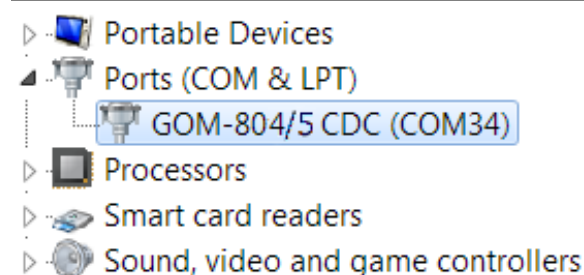 Portable Devices
Ports (COM & LPT)
GOM-804/5 CDC (COM34)
Processors
Smart card readers
Sound, video and game controllers